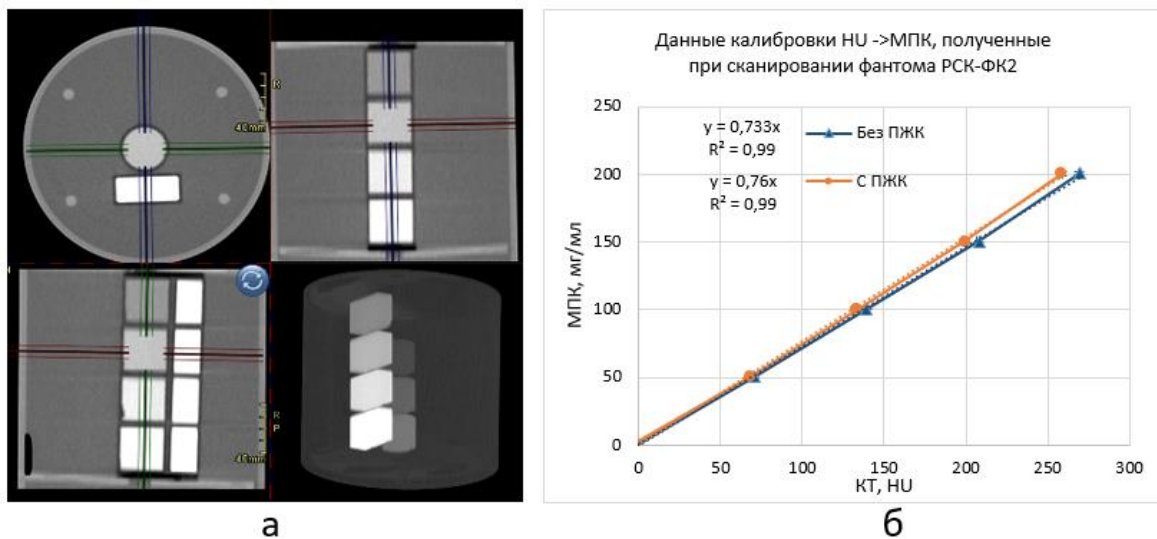 R
40mm
R
P
40mm
а
Данные калибровки HU ->МПК, полученные
при сканировании фантома РСК-ФК2
МПК, мг/мл
250
200
150
100
50
0
y = 0,733x
R² = 0,99
Без ПЖК
y = 0,76x
R² = 0,99
С ПЖК
0 50 100 150 200 250 300
КТ, HU
б